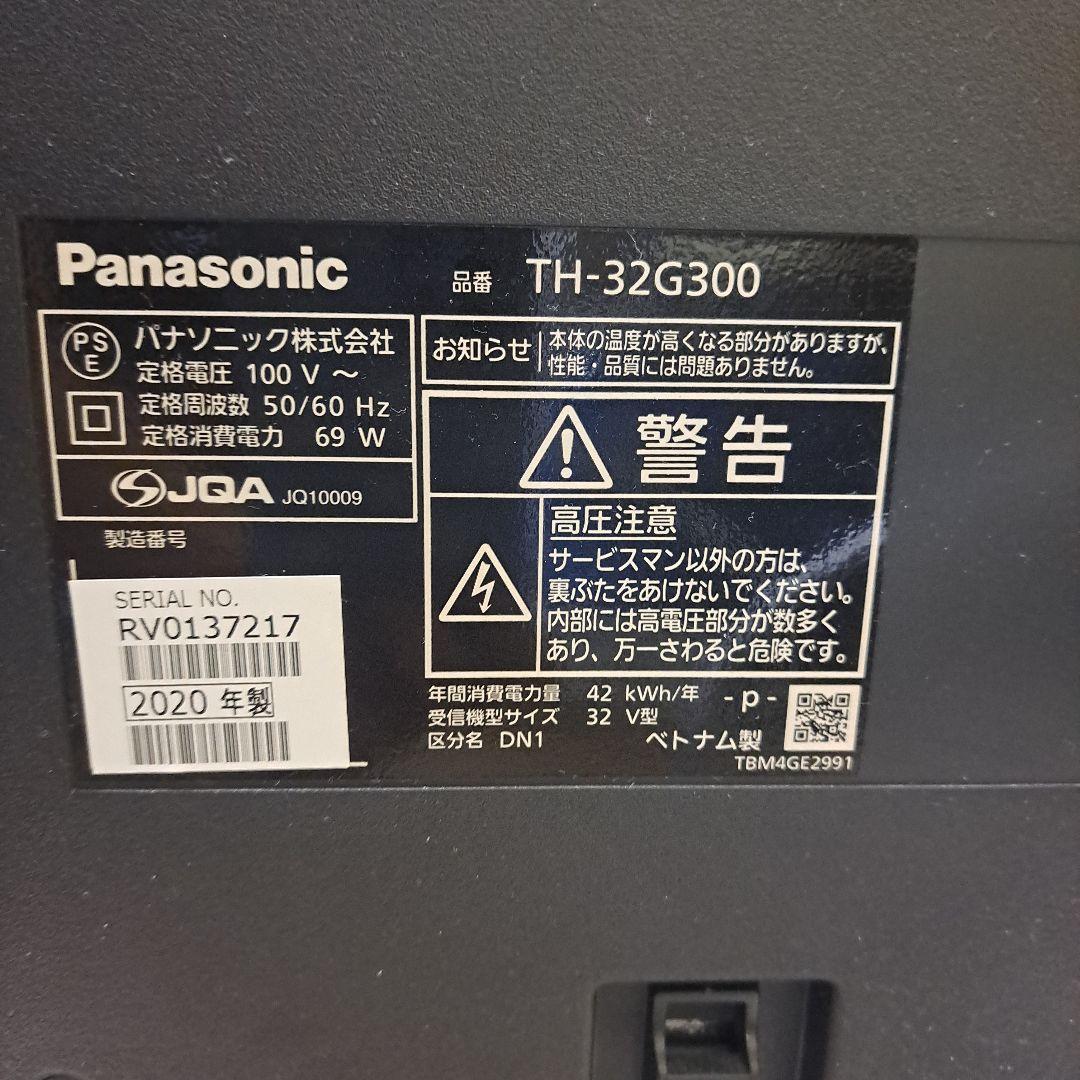 Panasonic
品番 TH-32G300
PS
E
パナソニック株式会社
定格電圧 100 V ～
定格周波数 50/60 Hz
定格消費電力 69 W
JQA JQ10009
製造番号
SERIAL NO.
RV0137217
2020 年製
お知らせ
本体の温度が高くなる部分がありますが、
性能・品質には問題ありません。
警告
高圧注意
サービスマン以外の方は、
裏ぶたをあけないでください。
内部には高電圧部分が数多く
あり、万一さわると危険です。
年間消費電力量 42 kWh/年 - p -
受信機型サイズ 32 V型
区分名 DN1 ベトナム製
TBM4GE2991